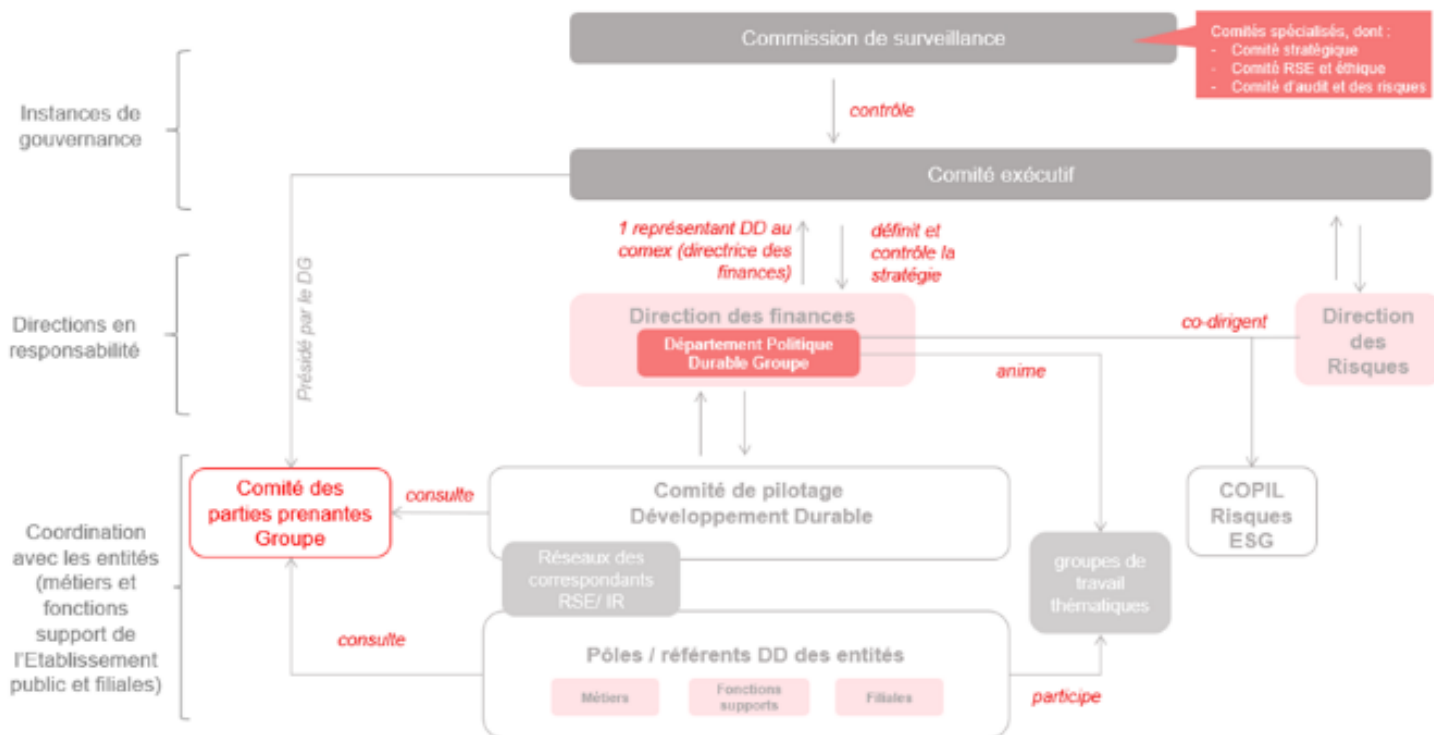 Commission de surveillance
Comités spécialisés, dont :
- Comité stratégique
- Comité RSE et éthique
- Comité d'audit et des risques
Instances de
gouvernance
contrôle
Comité exécutif
1 représentant DD au
comex (directrice des
finances)
définit et
contrôle la
stratégie
Présidé par le DG
Directions en
responsabilité
Direction des finances
Département Politique
Durable Groupe
co-dirigent
Direction
des
Risques
anime
Comité des
parties prenantes
Groupe
consulte
Comité de pilotage
Développement Durable
COPIL
Risques
ESG
Coordination
avec les entités
(métiers et
fonctions
support de
l'Etablissement
public et filiales)
Réseaux des
correspondants
RSE/ IR
groupes de
travail
thématiques
consulte
Pôles / référents DD des entités
Métiers
Fonctions
supports
Filiales
participe